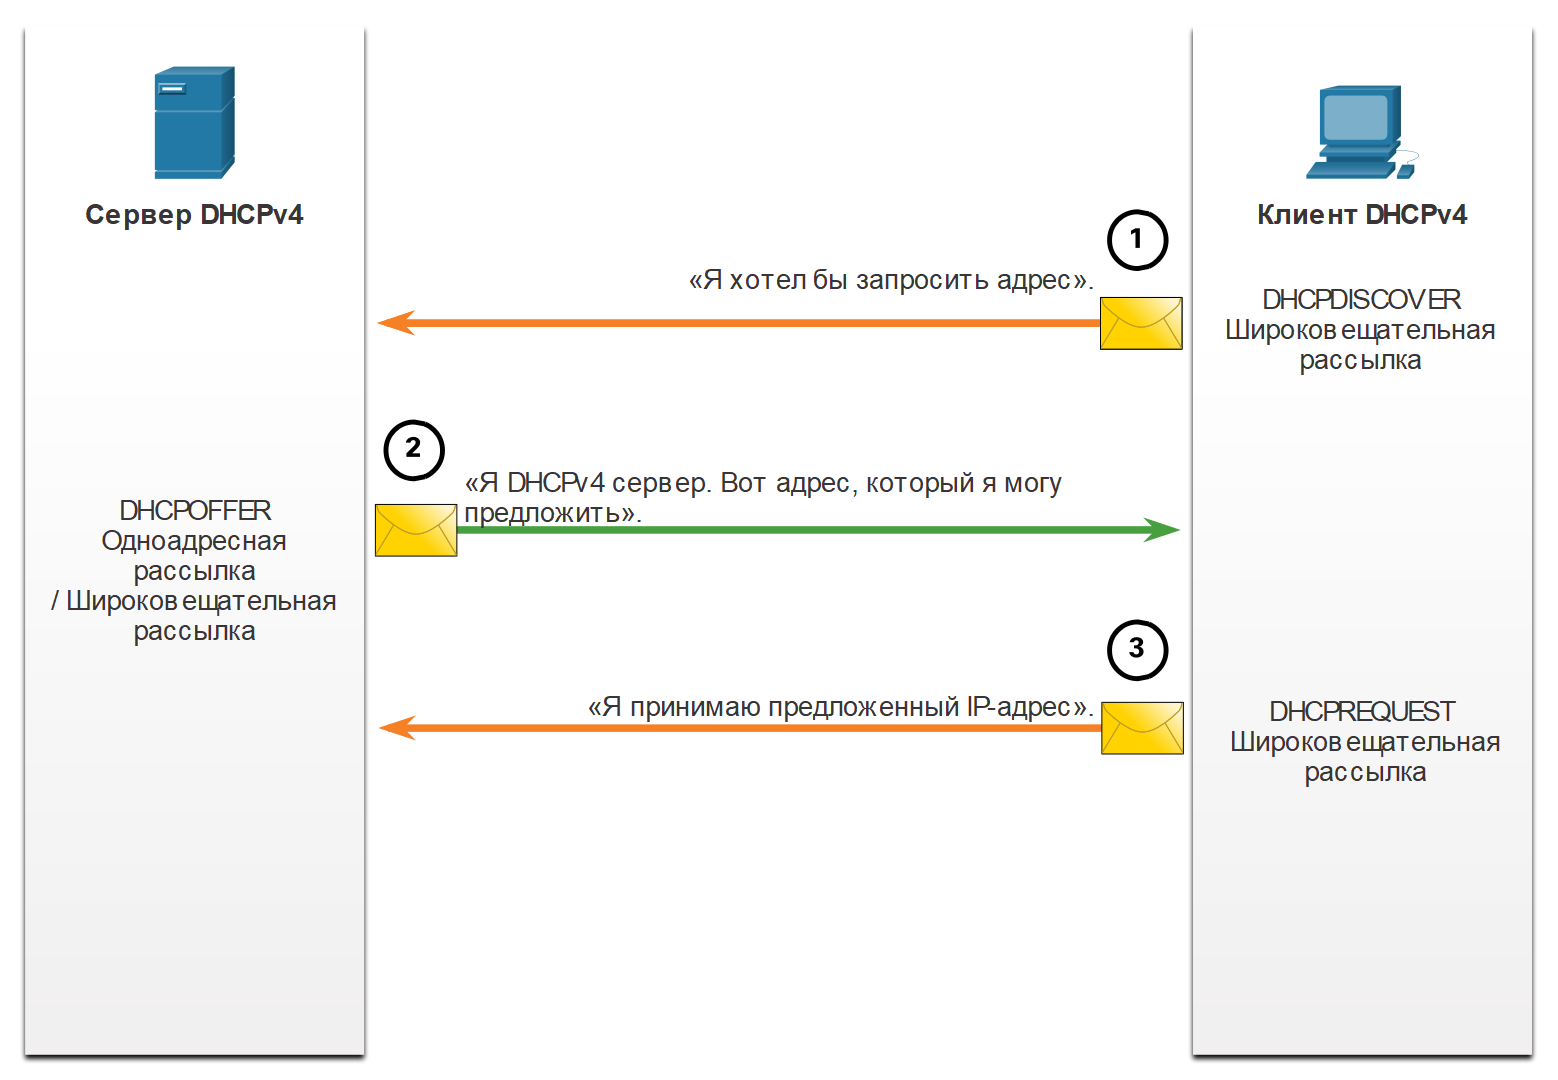 Сервер DHCPv4
Клиент DHCPv4
1
«Я хотел бы запросить адрес».
DHCPDISCOVER
Широковещательная
рассылка
2
«Я DHCPv4 сервер. Вот адрес, который я могу
предложить».
DHCPOFFER
Одноадресная
рассылка
/ Широковещательная
рассылка
3
«Я принимаю предложенный IP-адрес».
DHCPREQUEST
Широковещательная
рассылка